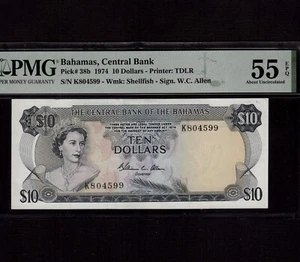 PMG
PAPER MONEY GUARANTY
Bahamas, Central Bank
Pick# 38b 1974 10 Dollars - Printer: TDLR
S/N K804599 - Wmk: Shellfish - Sign. W.C. Allen
55 EPQ
About Uncirculated
THE CENTRAL BANK OF THE BAHAMAS
$10
$10
K804599
TEN
DOLLARS
K804599
$10
$10